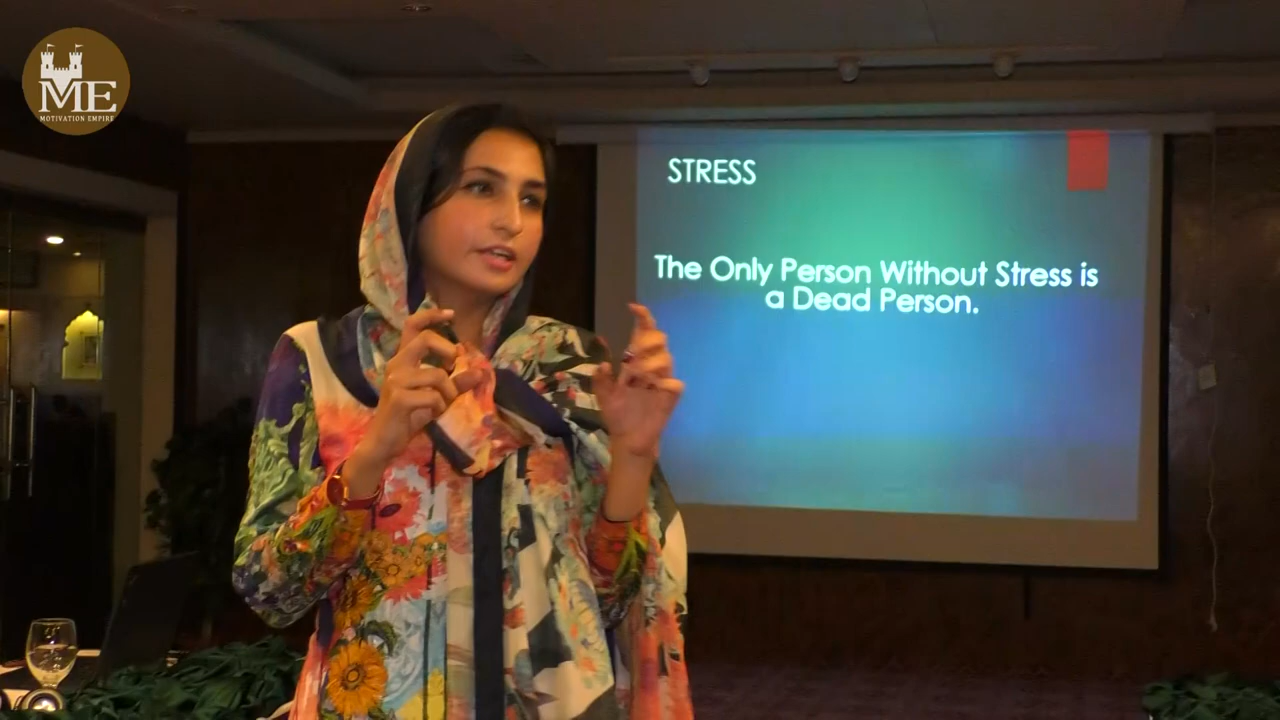 ME
MOTIVATION EMPIRE
STRESS
The Only Person Without Stress is
a Dead Person.